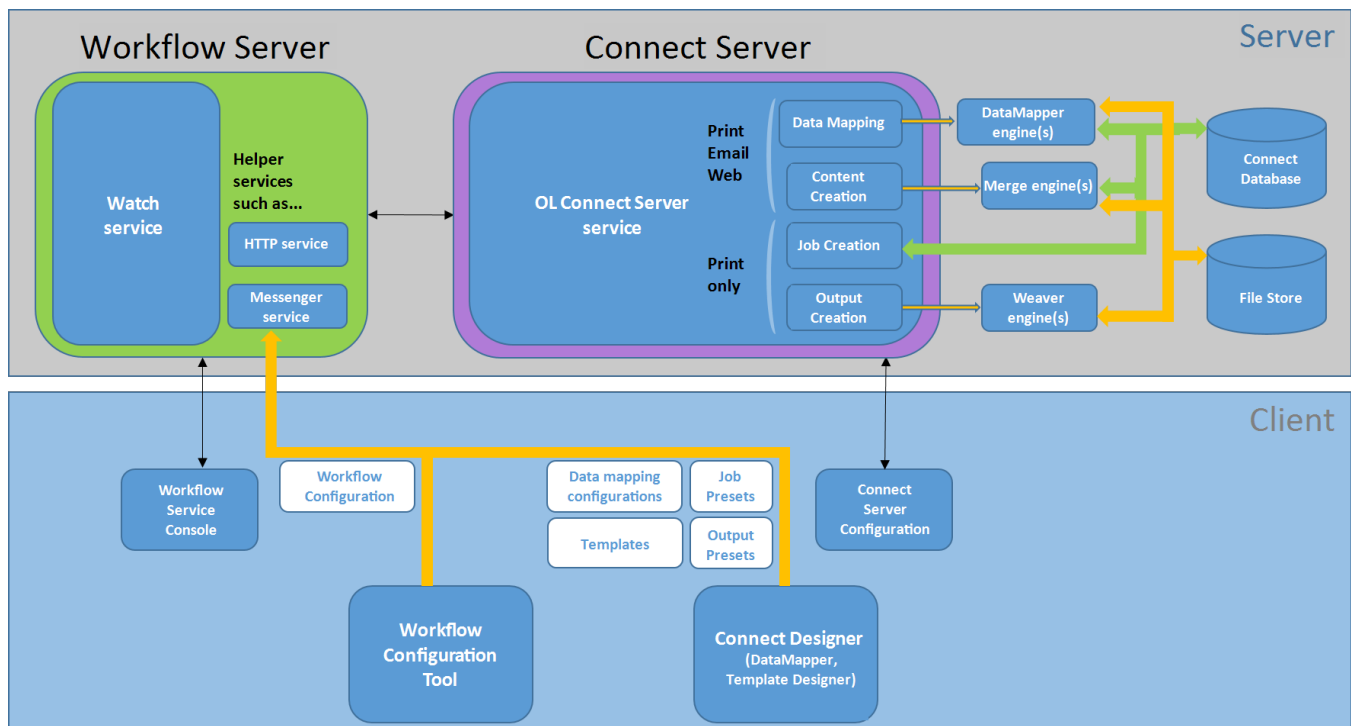 Server
Workflow Server
Connect Server
Watch
service
Helper
services
such as...
HTTP service
Messenger
service
OL Connect Server
service
Print
Email
Web
Print
only
Data Mapping
Content
Creation
Job Creation
Output
Creation
DataMapper
engine(s)
Merge engine(s)
Weaver
engine(s)
Connect
Database
File Store
Client
Workflow
Service
Console
Workflow
Configuration
Data mapping
configurations
Job
Presets
Templates
Output
Presets
Connect
Server
Configuration
Workflow
Configuration
Tool
Connect Designer
(DataMapper,
Template Designer)